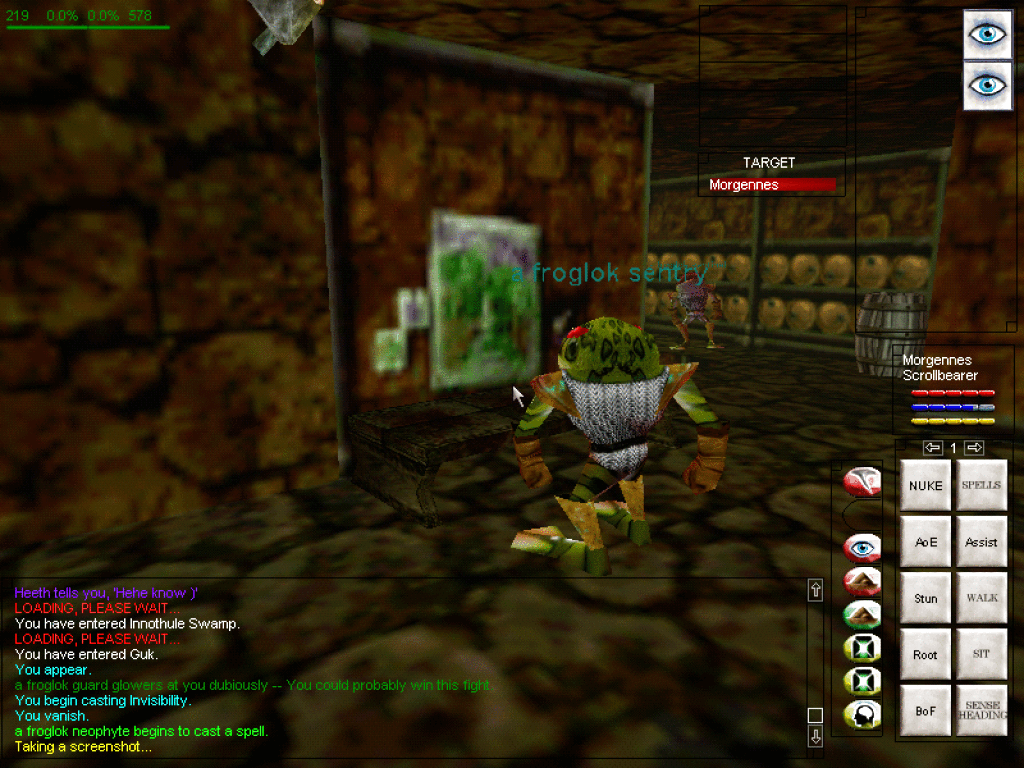 219 0.0% 0.0% 578
TARGET
Morgennes
a froglok sentry
Morgennes
Scrollbearer
1
NUKE SPELLS
AoE Assist
Stun WALK
Root SIT
BoF SENSE HEADING
Heeth tells you, 'Hehe know )'
LOADING, PLEASE WAIT...
You have entered Innothule Swamp.
LOADING, PLEASE WAIT...
You have entered Guk.
You appear.
a froglok guard glowers at you dubiously -- You could probably win this fight.
You begin casting Invisibility.
You vanish.
a froglok neophyte begins to cast a spell.
Taking a screenshot...